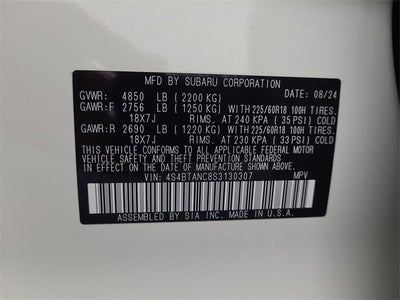 MFD. BY SUBARU CORPORATION
GVWR: 4850 LB (2200 KG) DATE: 08/24
GAWR:F 2756 LB (1250 KG) WITH 225/60R18 100H TIRES.
18X7J RIMS. AT 240 KPA (35 PSI) COLD
GAWR:R 2690 LB (1220 KG) WITH 225/60R18 100H TIRES.
18X7J RIMS. AT 230 KPA (33 PSI) COLD
THIS VEHICLE CONFORMS TO ALL APPLICABLE FEDERAL MOTOR
VEHICLE SAFETY AND THEFT PREVENTION STANDARDS
IN EFFECT ON THE DATE OF MANUFACTURE SHOWN ABOVE.
VIN: 4S4BTANC8S3130307 MPV
ASSEMBLED BY SIA INC. MADE IN U.S.A.